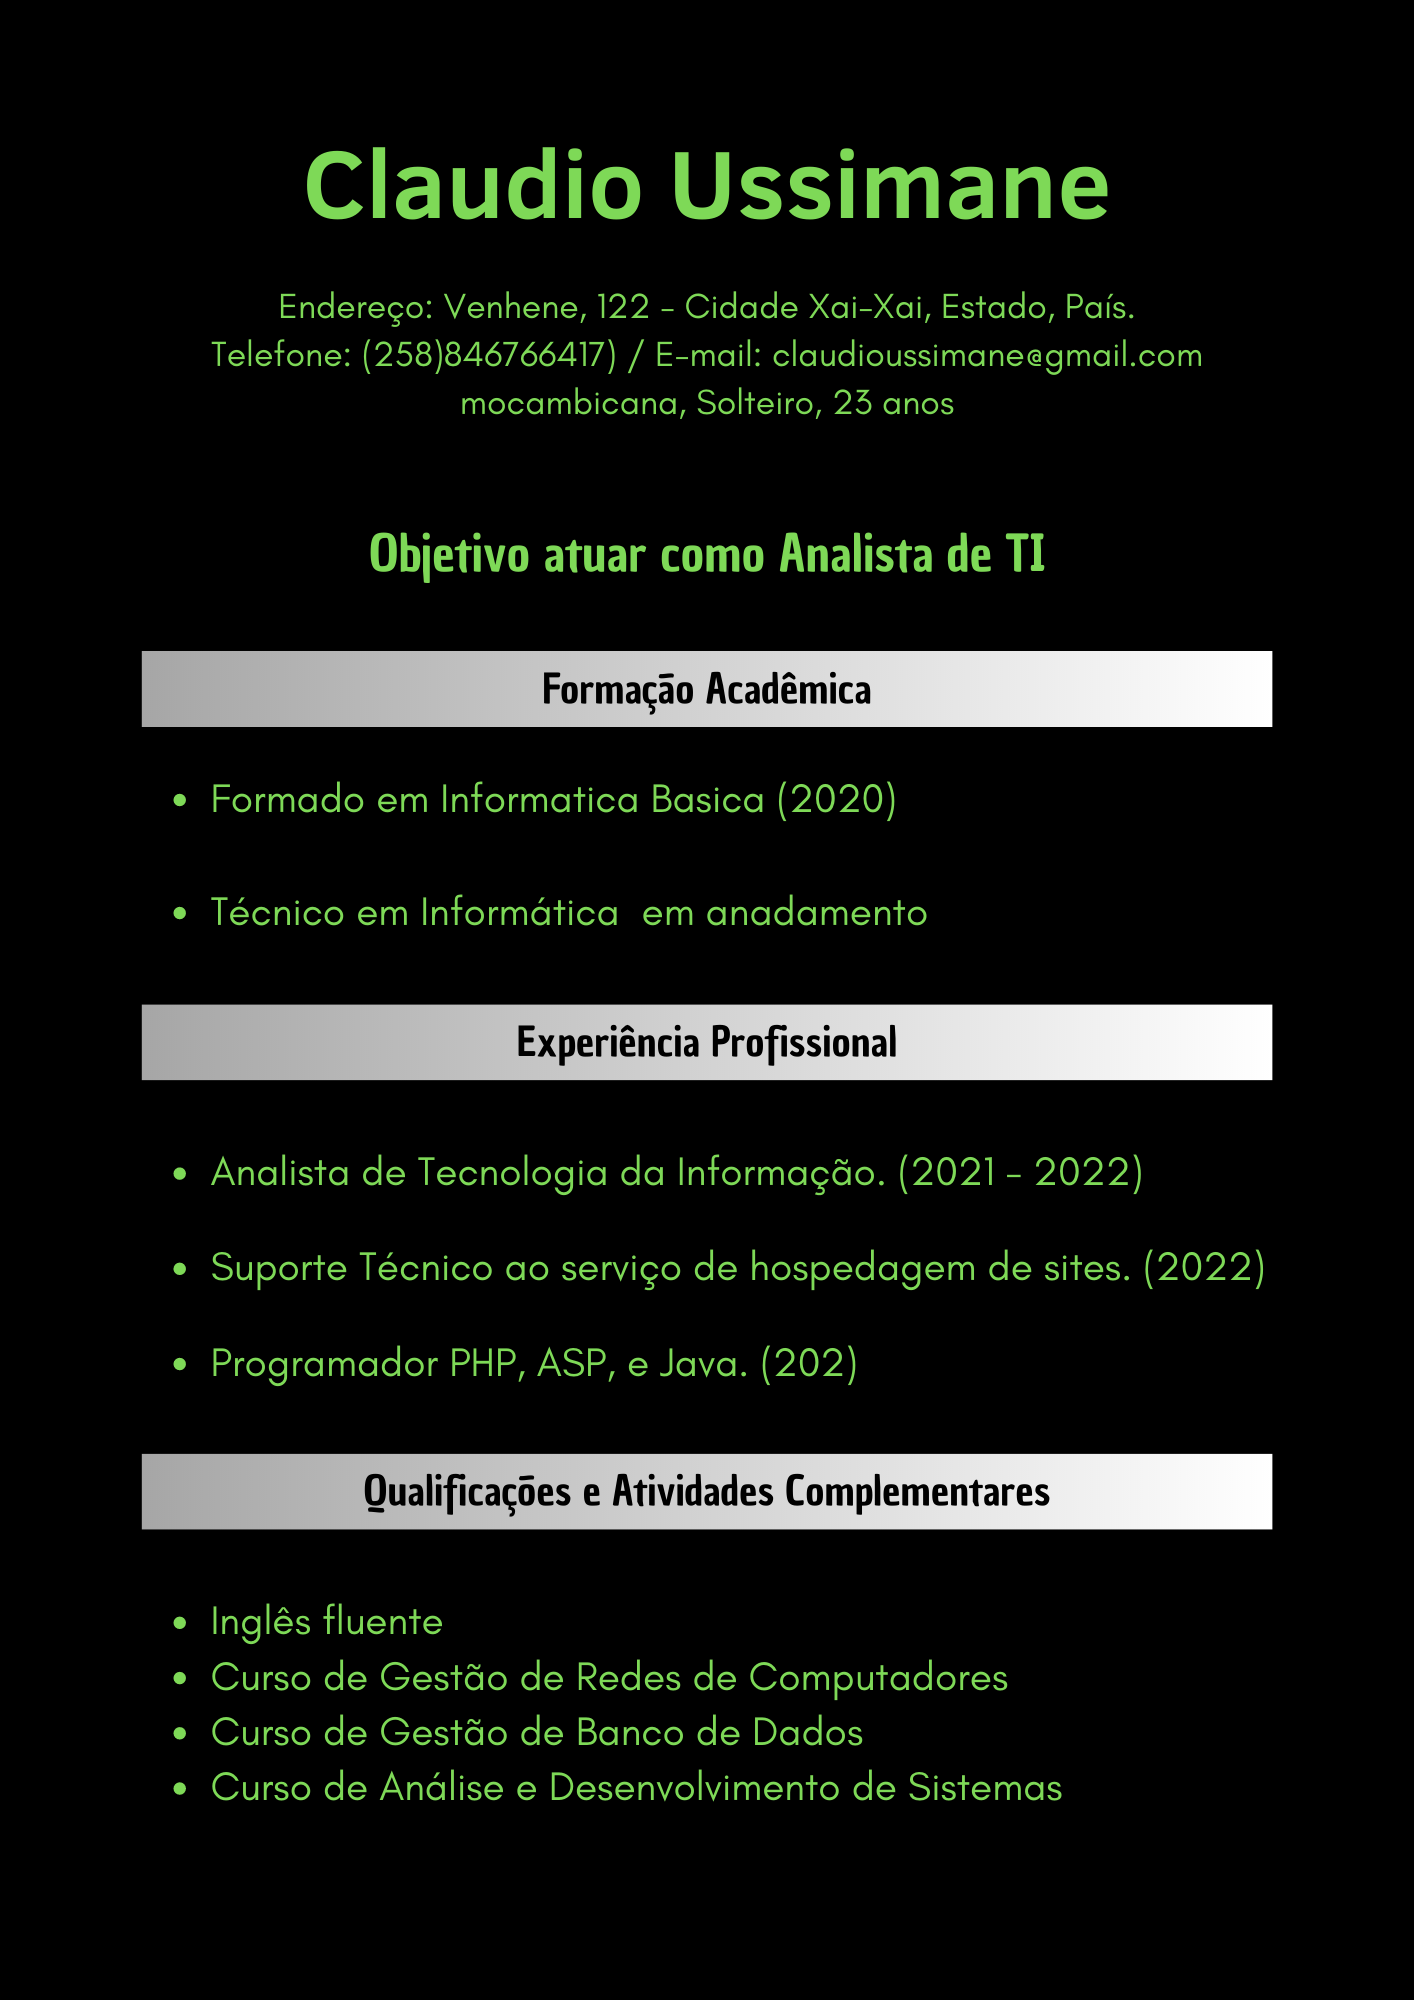 Claudio Ussimane
Endereço: Venhene, 122 - Cidade Xai-Xai, Estado, País.
Telefone: (258)846766417) / E-mail: claudioussimane@gmail.com
mocambicana, Solteiro, 23 anos
Objetivo atuar como Analista de TI
Formação Acadêmica
• Formado em Informatica Basica (2020)
• Técnico em Informática  em anadamento
Experiência Profissional
• Analista de Tecnologia da Informação. (2021 - 2022)
• Suporte Técnico ao serviço de hospedagem de sites. (2022)
• Programador PHP, ASP, e Java. (202)
Qualificações e Atividades Complementares
• Inglês fluente
• Curso de Gestão de Redes de Computadores
• Curso de Gestão de Banco de Dados
• Curso de Análise e Desenvolvimento de Sistemas